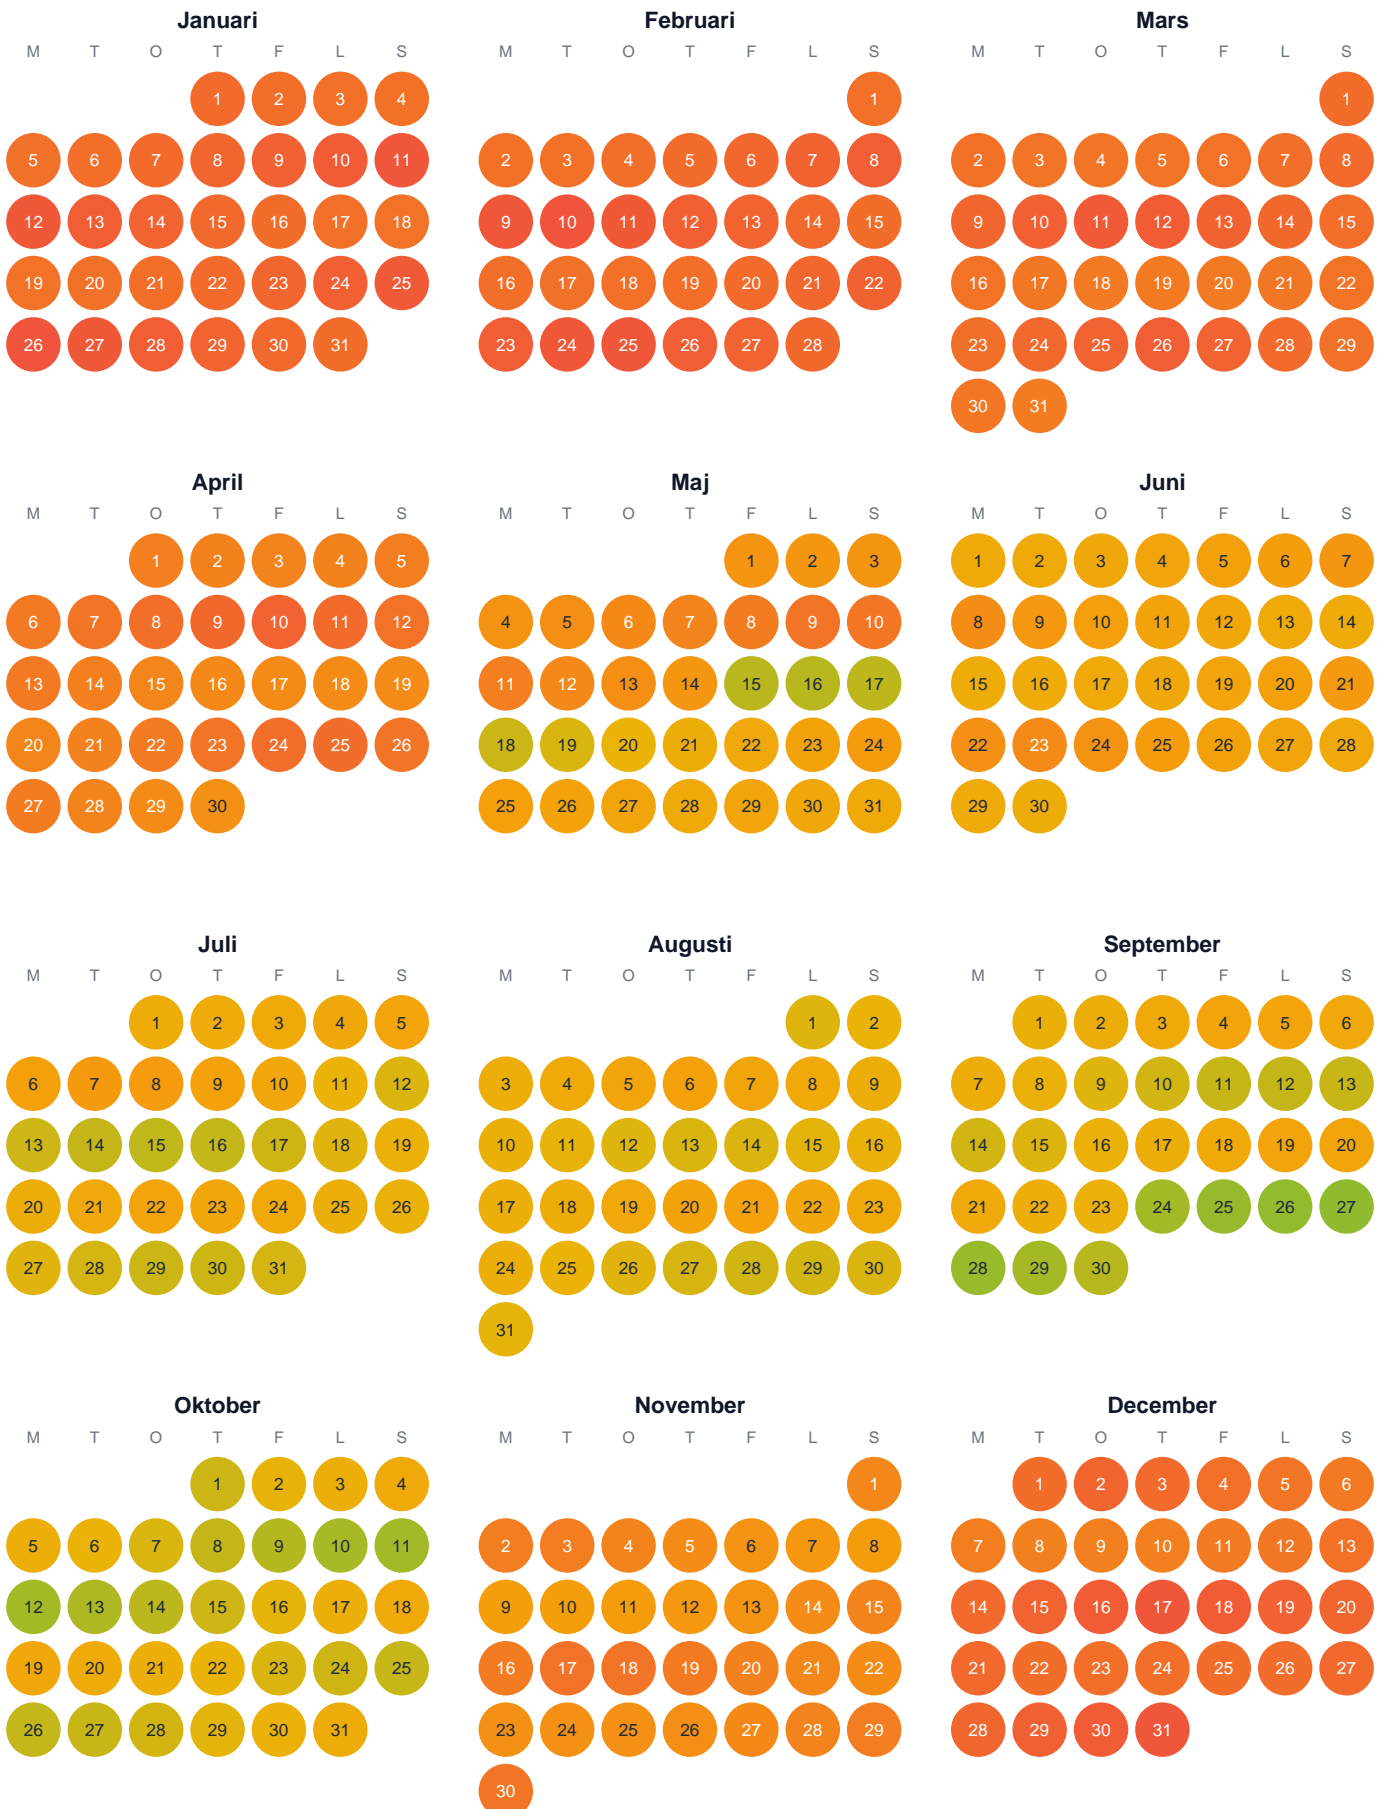 Januari Februari Mars
M T O T F L S M T O T F L S M T O T F L S
1 2 3 4 1 1
5 6 7 8 9 10 11 2 3 4 5 6 7 8 2 3 4 5 6 7 8
12 13 14 15 16 17 18 9 10 11 12 13 14 15 9 10 11 12 13 14 15
19 20 21 22 23 24 25 16 17 18 19 20 21 22 16 17 18 19 20 21 22
26 27 28 29 30 31 23 24 25 26 27 28 23 24 25 26 27 28 29
30 31
April Maj Juni
M T O T F L S M T O T F L S M T O T F L S
1 2 3 4 5 1 2 3 1 2 3 4 5 6 7
6 7 8 9 10 11 12 4 5 6 7 8 9 10 8 9 10 11 12 13 14
13 14 15 16 17 18 19 11 12 13 14 15 16 17 15 16 17 18 19 20 21
20 21 22 23 24 25 26 18 19 20 21 22 23 24 22 23 24 25 26 27 28
27 28 29 30 25 26 27 28 29 30 31 29 30
Juli Augusti September
M T O T F L S M T O T F L S M T O T F L S
1 2 3 4 5 1 2 1 2 3 4 5 6
6 7 8 9 10 11 12 3 4 5 6 7 8 9 7 8 9 10 11 12 13
13 14 15 16 17 18 19 10 11 12 13 14 15 16 14 15 16 17 18 19 20
20 21 22 23 24 25 26 17 18 19 20 21 22 23 21 22 23 24 25 26 27
27 28 29 30 31 24 25 26 27 28 29 30 28 29 30
31
Oktober November December
M T O T F L S M T O T F L S M T O T F L S
1 2 3 4 1 1 2 3 4 5 6
5 6 7 8 9 10 11 2 3 4 5 6 7 8 7 8 9 10 11 12 13
12 13 14 15 16 17 18 9 10 11 12 13 14 15 14 15 16 17 18 19 20
19 20 21 22 23 24 25 16 17 18 19 20 21 22 21 22 23 24 25 26 27
26 27 28 29 30 31 23 24 25 26 27 28 29 28 29 30 31
30